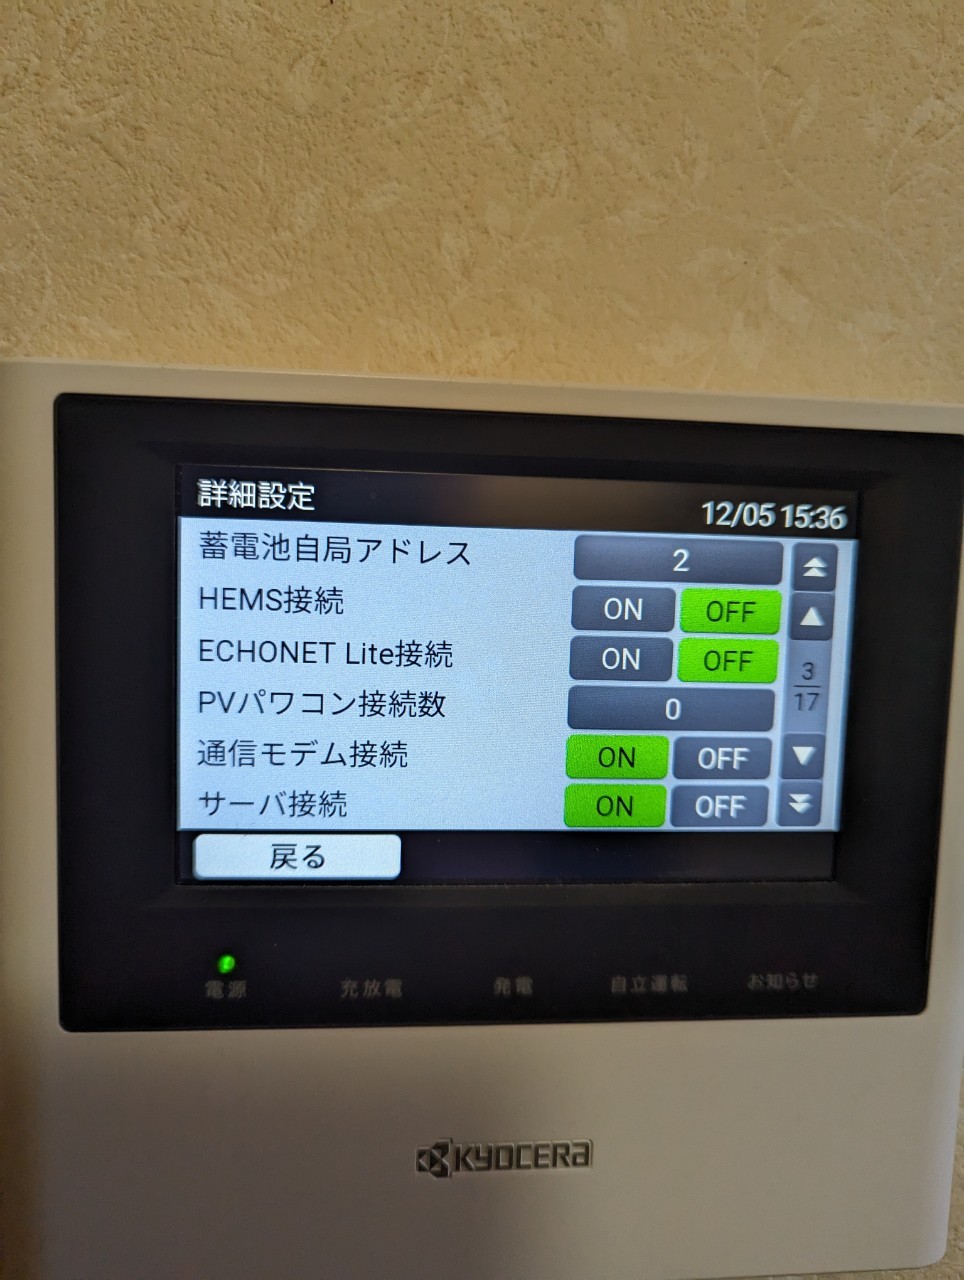 詳細設定 12/05 15:36
蓄電池自局アドレス 2
HEMS接続 ON OFF
ECHONET Lite接続 ON OFF
3
17
PVパワコン接続数 0
通信モデム接続 ON OFF
サーバ接続 ON OFF
戻る
電源 充放電 発電 自立運転 お知らせ
KYOCERA